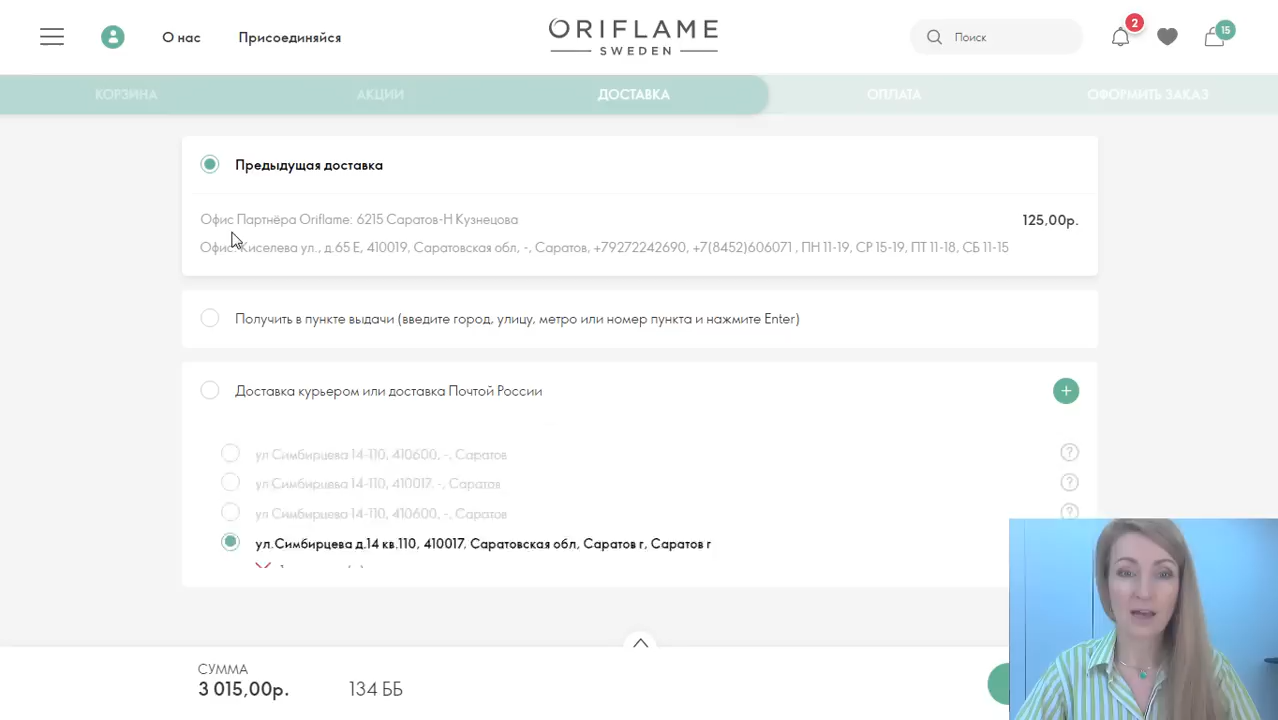 О нас
Присоединяйся
ORIFLAME
SWEDEN
Поиск
2
15
КОРЗИНА
АКЦИИ
ДОСТАВКА
ОПЛАТА
ОФОРМИТЬ ЗАКАЗ
Предыдущая доставка
Офис Партнёра Oriflame: 6215 Саратов-Н Кузнецова
125,00р.
Офис: Киселева ул., д.65 Е, 410019, Саратовская обл, -, Саратов, +79272242690, +7(8452)606071 , ПН 11-19, СР 15-19, ПТ 11-18, СБ 11-15
Получить в пункте выдачи (введите город, улицу, метро или номер пункта и нажмите Enter)
Доставка курьером или доставка Почтой России
ул Симбирцева 14-110, 410600, -, Саратов
ул Симбирцева 14-110, 410017, -, Саратов
ул Симбирцева 14-110, 410600, -, Саратов
ул.Симбирцева д.14 кв.110, 410017, Саратовская обл, Саратов г, Саратов г
СУММА
3 015,00р.
134 ББ